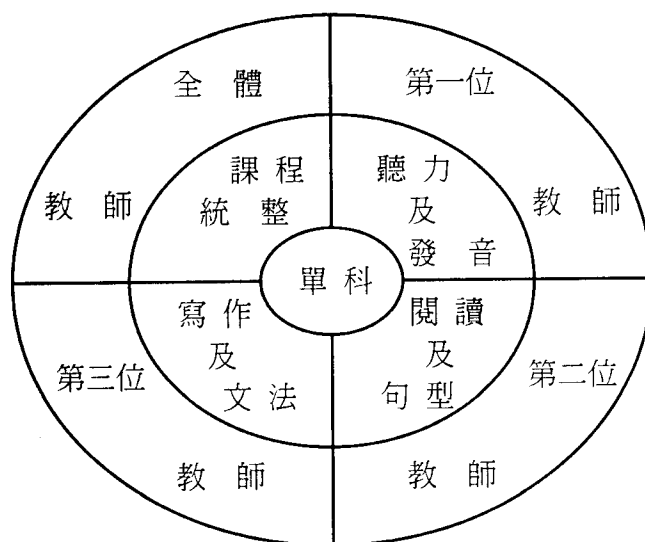 全體
教師
課程
統整
第一位
教師
聽力
及
發音
單科
閱讀
及
句型
第二位
教師
寫作
及
文法
第三位
教師